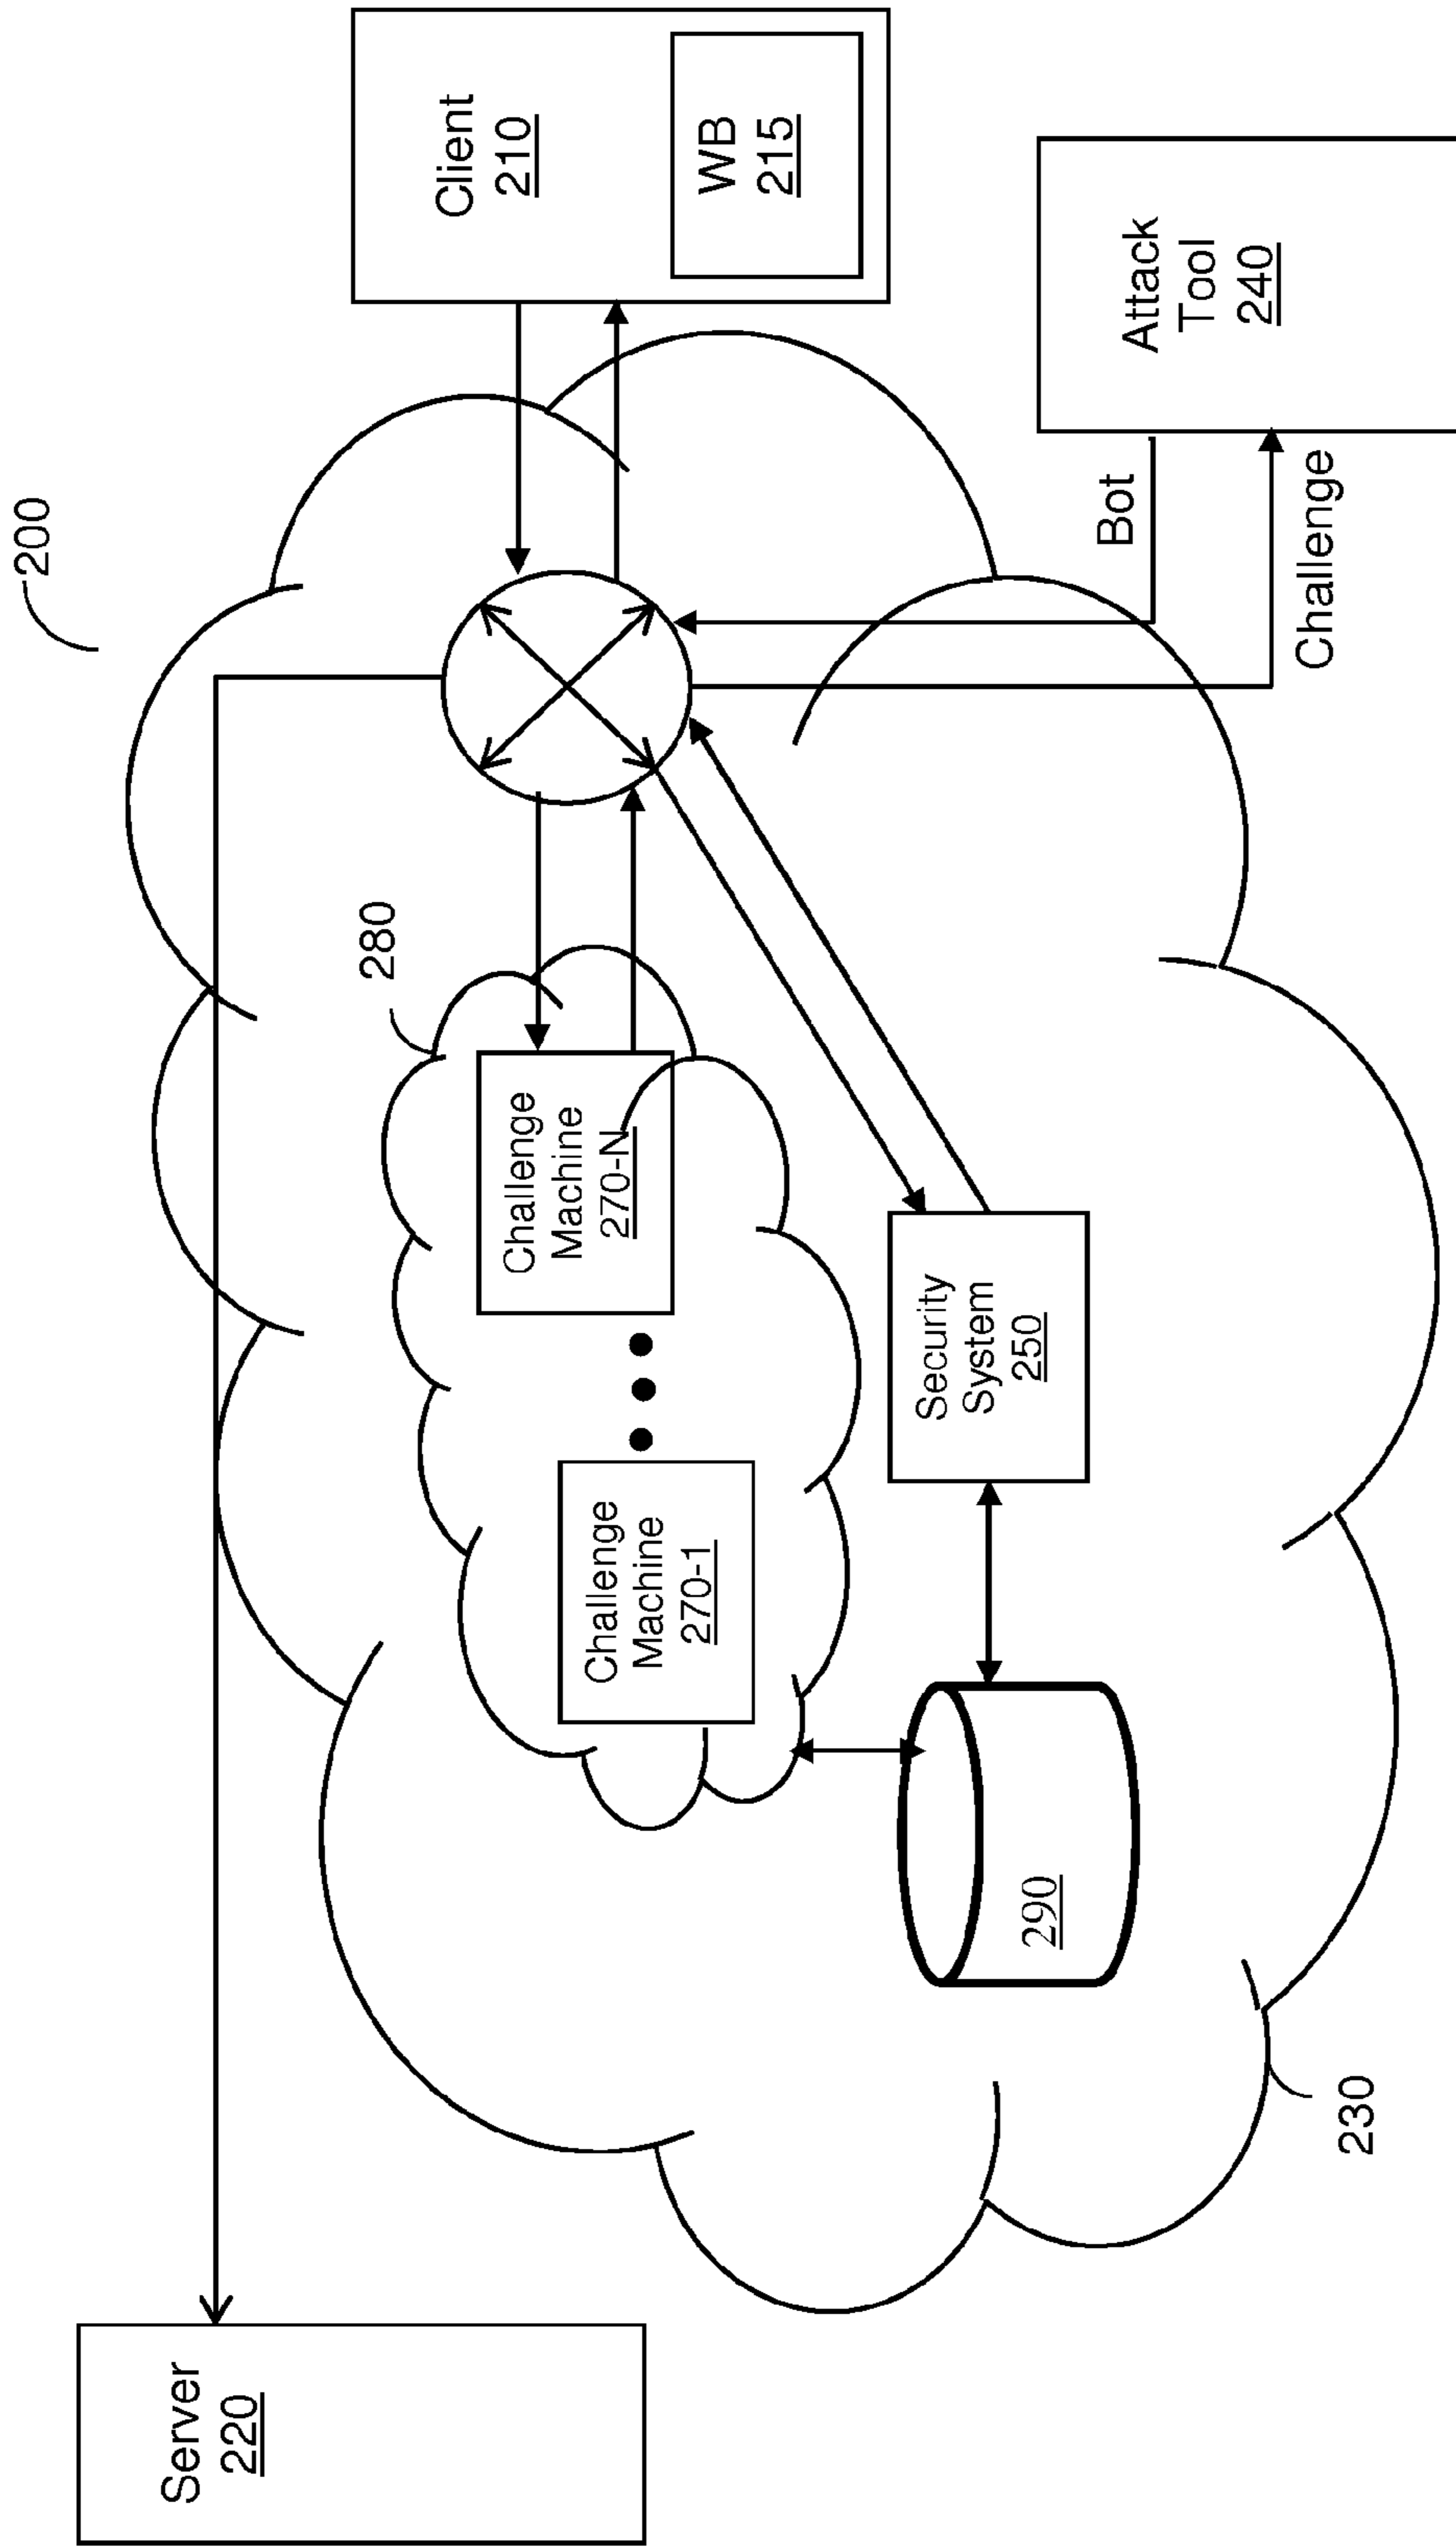 200
Server
220
280
Client
210
WB
215
Challenge
Machine
270-1
Challenge
Machine
270-N
Security
System
250
290
Bot
Challenge
Attack
Tool
240
230